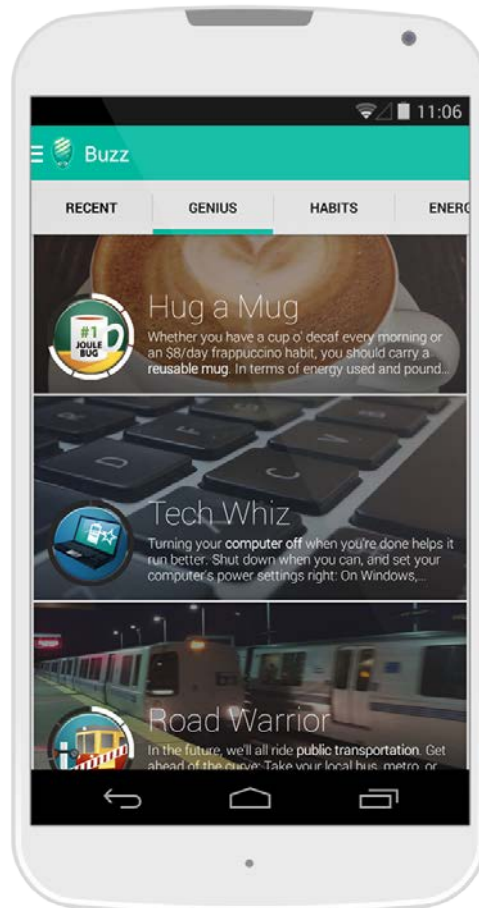 11:06
Buzz
RECENT GENIUS HABITS ENERG
Hug a Mug
#1
JOULE
BUG
Whether you have a cup o' decaf every morning or
an $8/day frappuccino habit, you should carry a
reusable mug. In terms of energy used and pound...
Tech Whiz
Turning your computer off when you're done helps it
run better. Shut down when you can, and set your
computer's power settings right: On Windows,...
Road Warrior
In the future, we'll all ride public transportation. Get
ahead of the curve: Take your local bus, metro, or